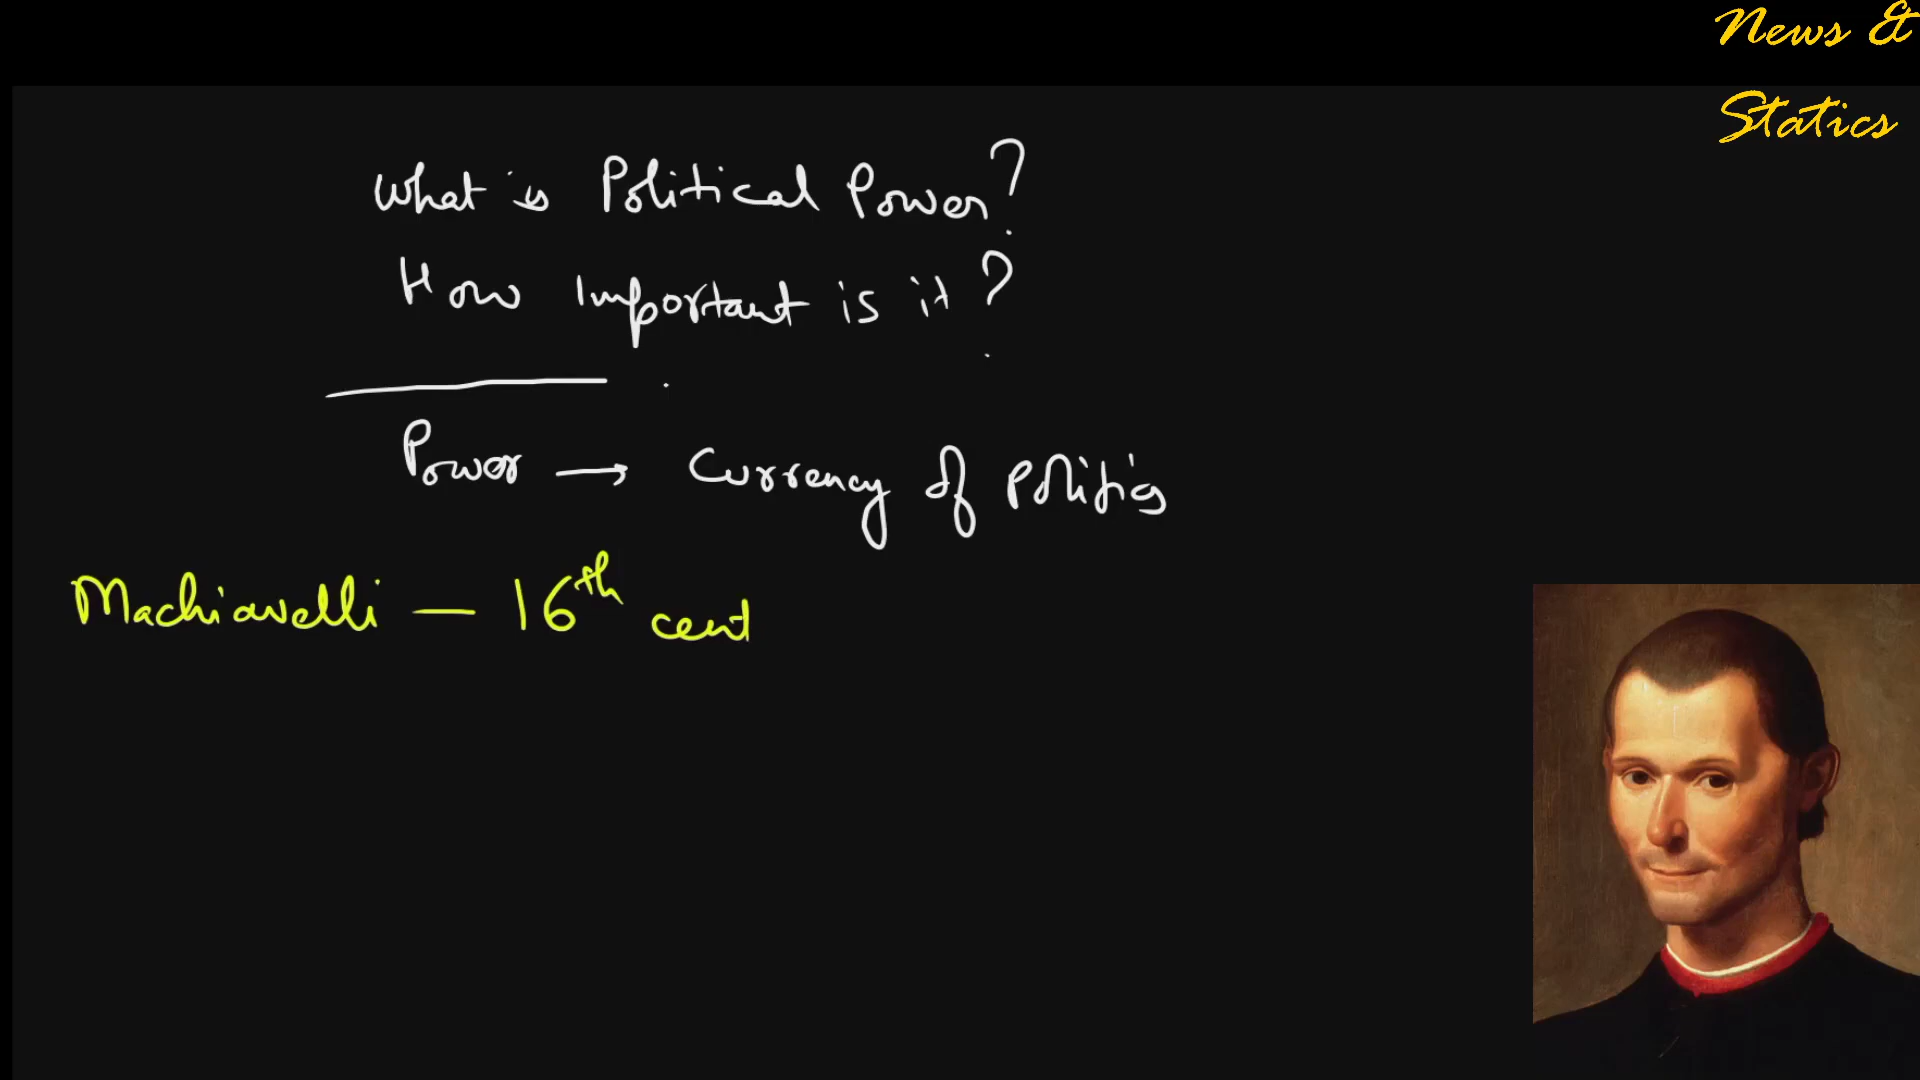 News &
Statics
What is Political Power?
How Important is it?
Power → Currency of Politics
Machiavelli — 16th cent